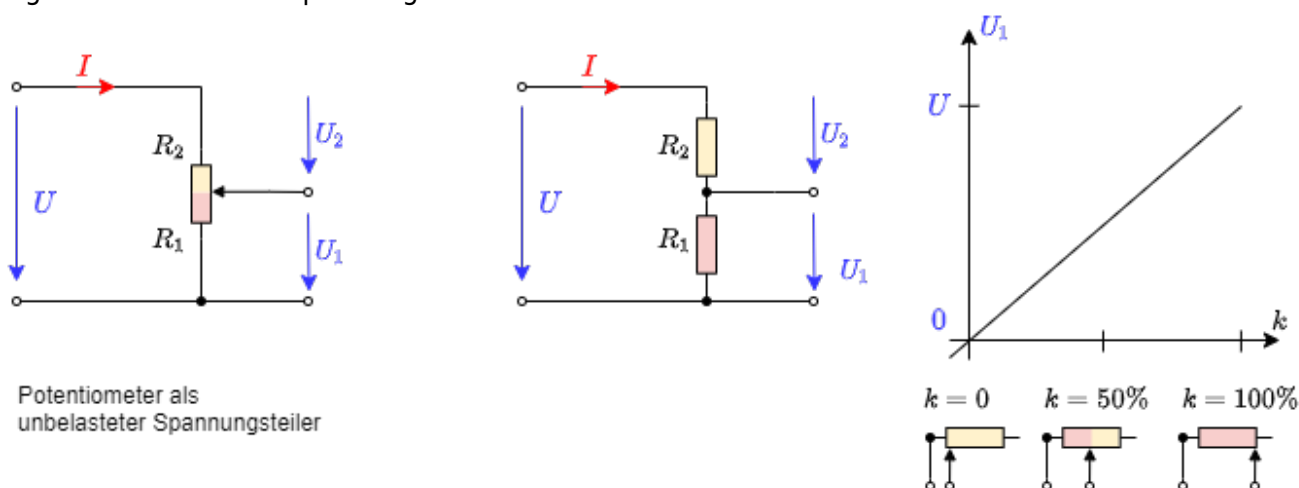 I
U
R₂
R₁
U₂
U₁
I
U
R₂
R₁
U₂
U₁
U₁
U
0
k
k = 0
k = 50%
k = 100%
Potentiometer als
unbelasteter Spannungsteiler